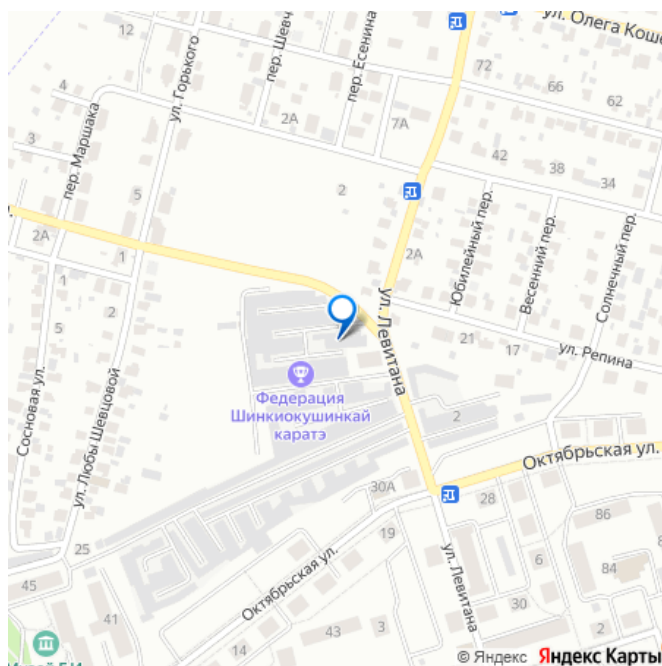 ул. Олега Коше
12
пер. Шевч
пер. Есенина
ул. Горького
72
66
62
4
пер. Маршака
2А
7А
3
42
38
34
5
2
р.
2А
1
1
2А
Юбилейный пер.
Весенний пер.
Солнечный пер.
5
2
ул. Левитана
21
17
ул. Репина
Сосновая ул.
ул. Любы Шевцовой
Федерация
Шинкиокушинкай
каратэ
2
Октябрьская ул.
30А
28
86
25
19
6
84
45
41
Октябрьская ул.
ул. Левитана
30
14
43
3
2
© Яндекс Яндекс Карты